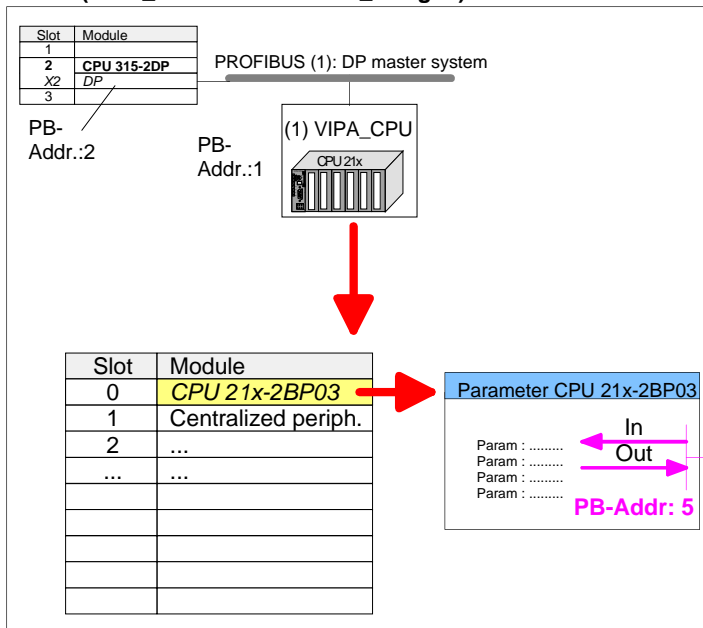 Slot Module
1
2 CPU 315-2DP
X2 DP
3
PROFIBUS (1): DP master system
PB-
Addr.:2
PB-
Addr.:1
(1) VIPA_CPU
CPU 21x
Slot Module
0 CPU 21x-2BP03
1 Centralized periph.
2 ...
... ...
Parameter CPU 21x-2BP03
Param : .........
Param : .........
Param : .........
Param : .........
In
Out
PB-Addr: 5